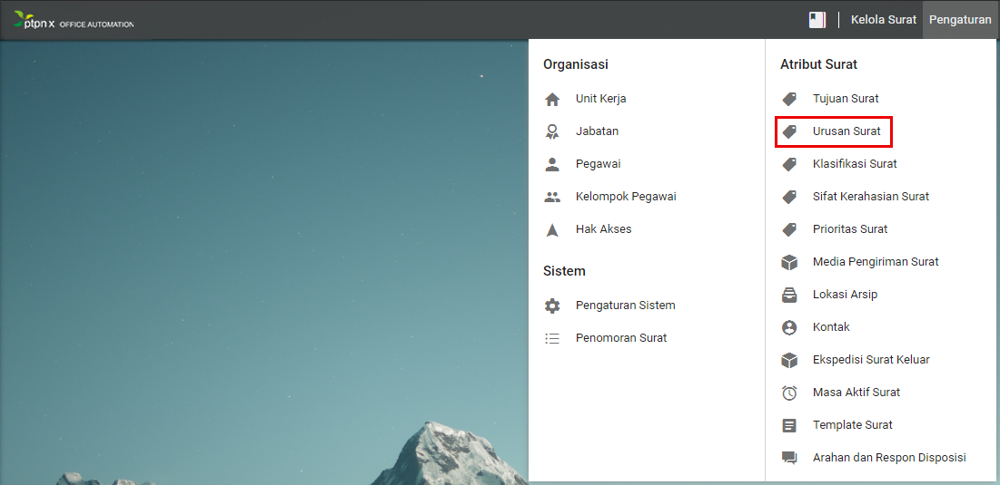 ptpn x OFFICE AUTOMATION
Kelola Surat
Pengaturan
Organisasi
Unit Kerja
Jabatan
Pegawai
Kelompok Pegawai
Hak Akses
Sistem
Pengaturan Sistem
Penomoran Surat
Atribut Surat
Tujuan Surat
Urusan Surat
Klasifikasi Surat
Sifat Kerahasian Surat
Prioritas Surat
Media Pengiriman Surat
Lokasi Arsip
Kontak
Ekspedisi Surat Keluar
Masa Aktif Surat
Template Surat
Arahan dan Respon Disposisi